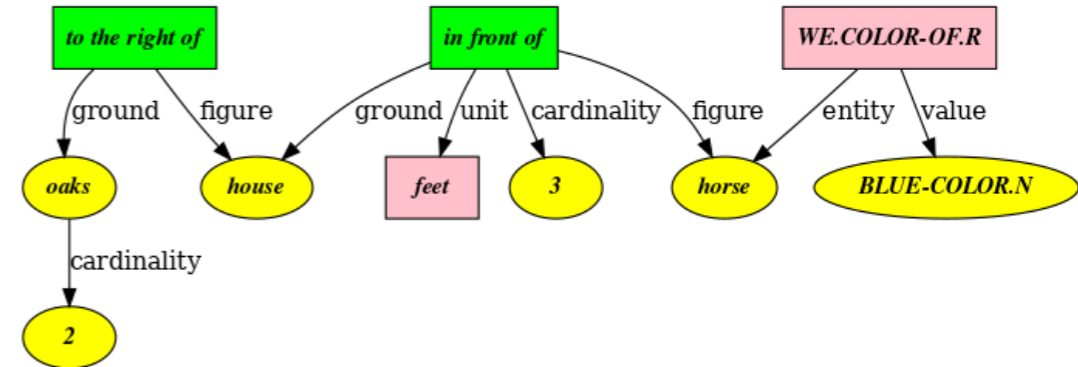 to the right of
in front of
WE.COLOR-OF.R
ground
figure
ground
unit
cardinality
figure
entity
value
oaks
house
feet
3
horse
BLUE-COLOR.N
cardinality
2